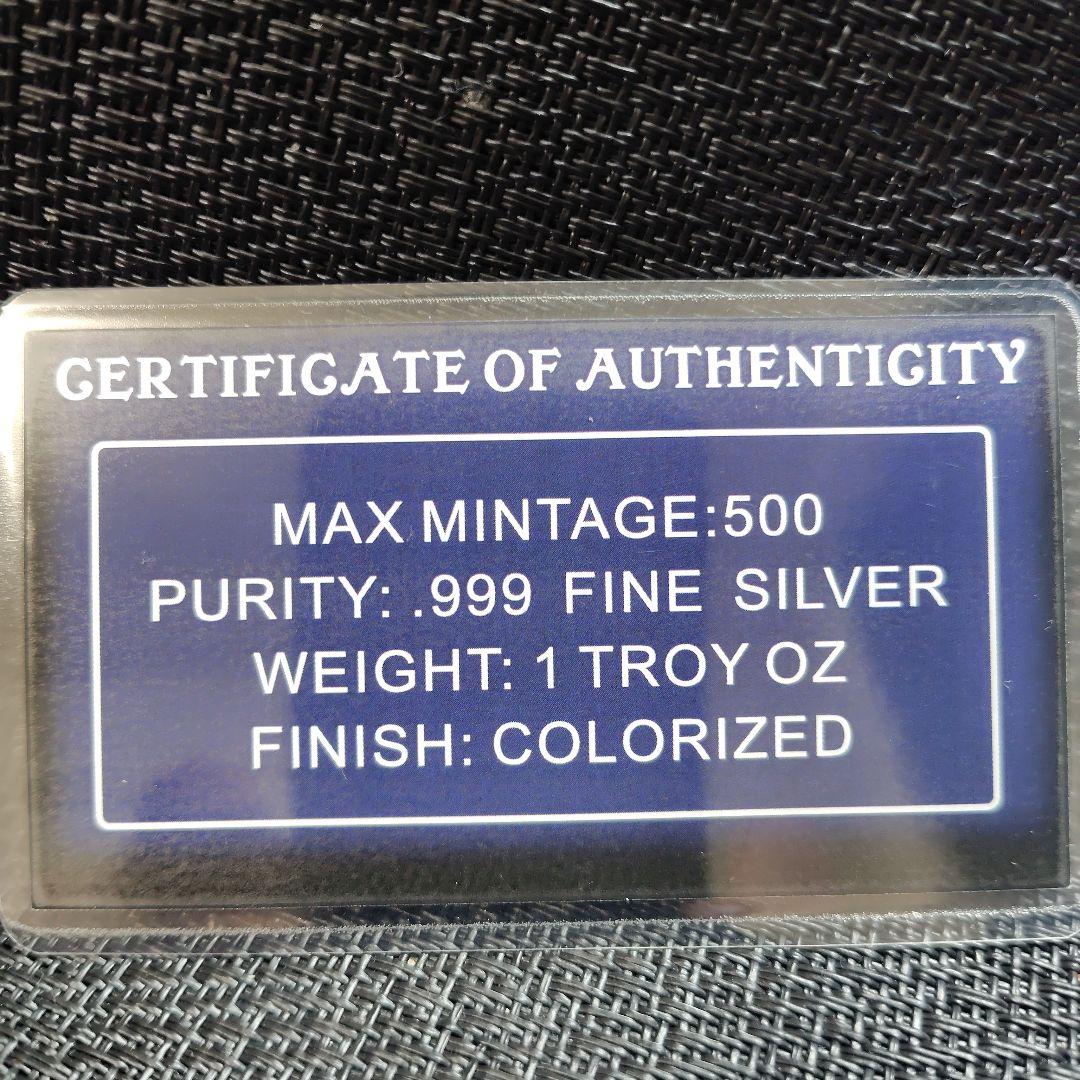 CERTIFICATE OF AUTHENTICITY
MAX MINTAGE:500
PURITY: .999 FINE SILVER
WEIGHT: 1 TROY OZ
FINISH: COLORIZED